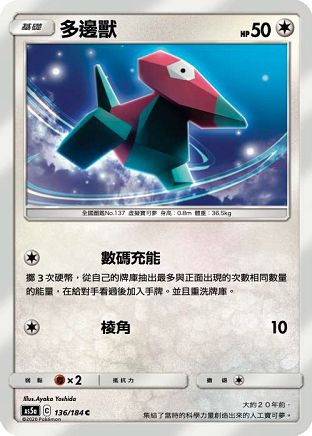 基礎 多邊獸 HP 50
全國圖鑑No.137 虛擬寶可夢 身高：0.8m 體重：36.5kg
數碼充能
擲3次硬幣，從自己的牌庫抽出最多與正面出現的次數相同數量
的能量，在給對手看過後加入手牌。並且重洗牌庫。
稜角 10
弱點 ×2 抵抗力 撤退
Illus.Ayaka Yoshida
AS5a C 136/184 C
©2020 Pokémon
大約20年前，
集結了當時的科學力量創造出來的人工寶可夢。